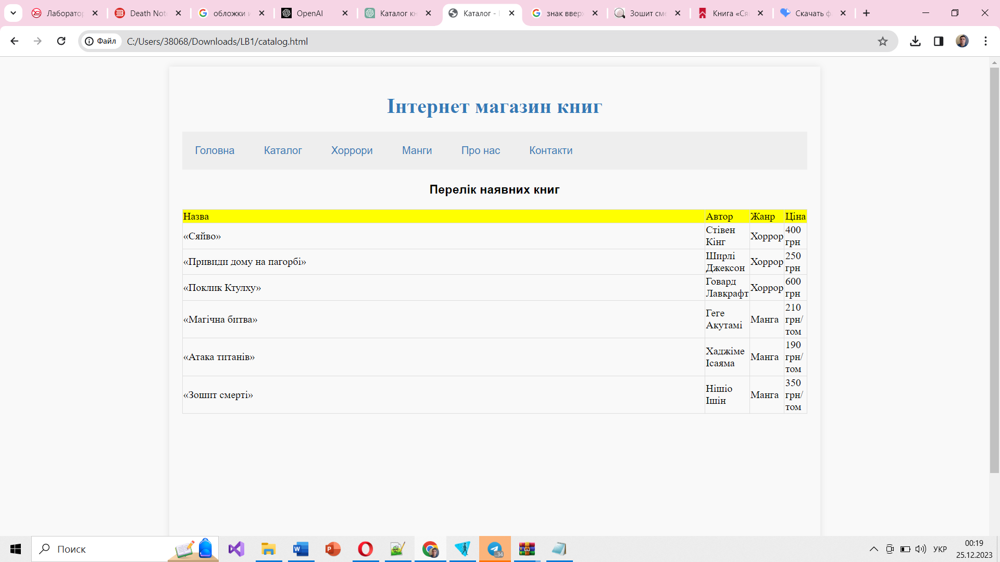 Лаборатор
Death Not
обложки и
OpenAI
Каталог кн
Каталог -
знак вверх
Зошит сме
Книга «Ся
Скачать ф
Файл
C:/Users/38068/Downloads/LB1/catalog.html
Інтернет магазин книг
Головна Каталог Хоррори Манги Про нас Контакти
Перелік наявних книг
Назва Автор Жанр Ціна
«Сяйво» Стівен Кінг Хоррор 400 грн
«Привиди дому на пагорбі» Ширлі Джексон Хоррор 250 грн
«Поклик Ктулху» Говард Лавкрафт Хоррор 600 грн
«Магічна битва» Геге Акутамі Манга 210 грн/том
«Атака титанів» Хаджіме Ісаяма Манга 190 грн/том
«Зошит смерті» Нішіо Ішін Манга 350 грн/том
Поиск
.34
УКР
00:19
25.12.2023